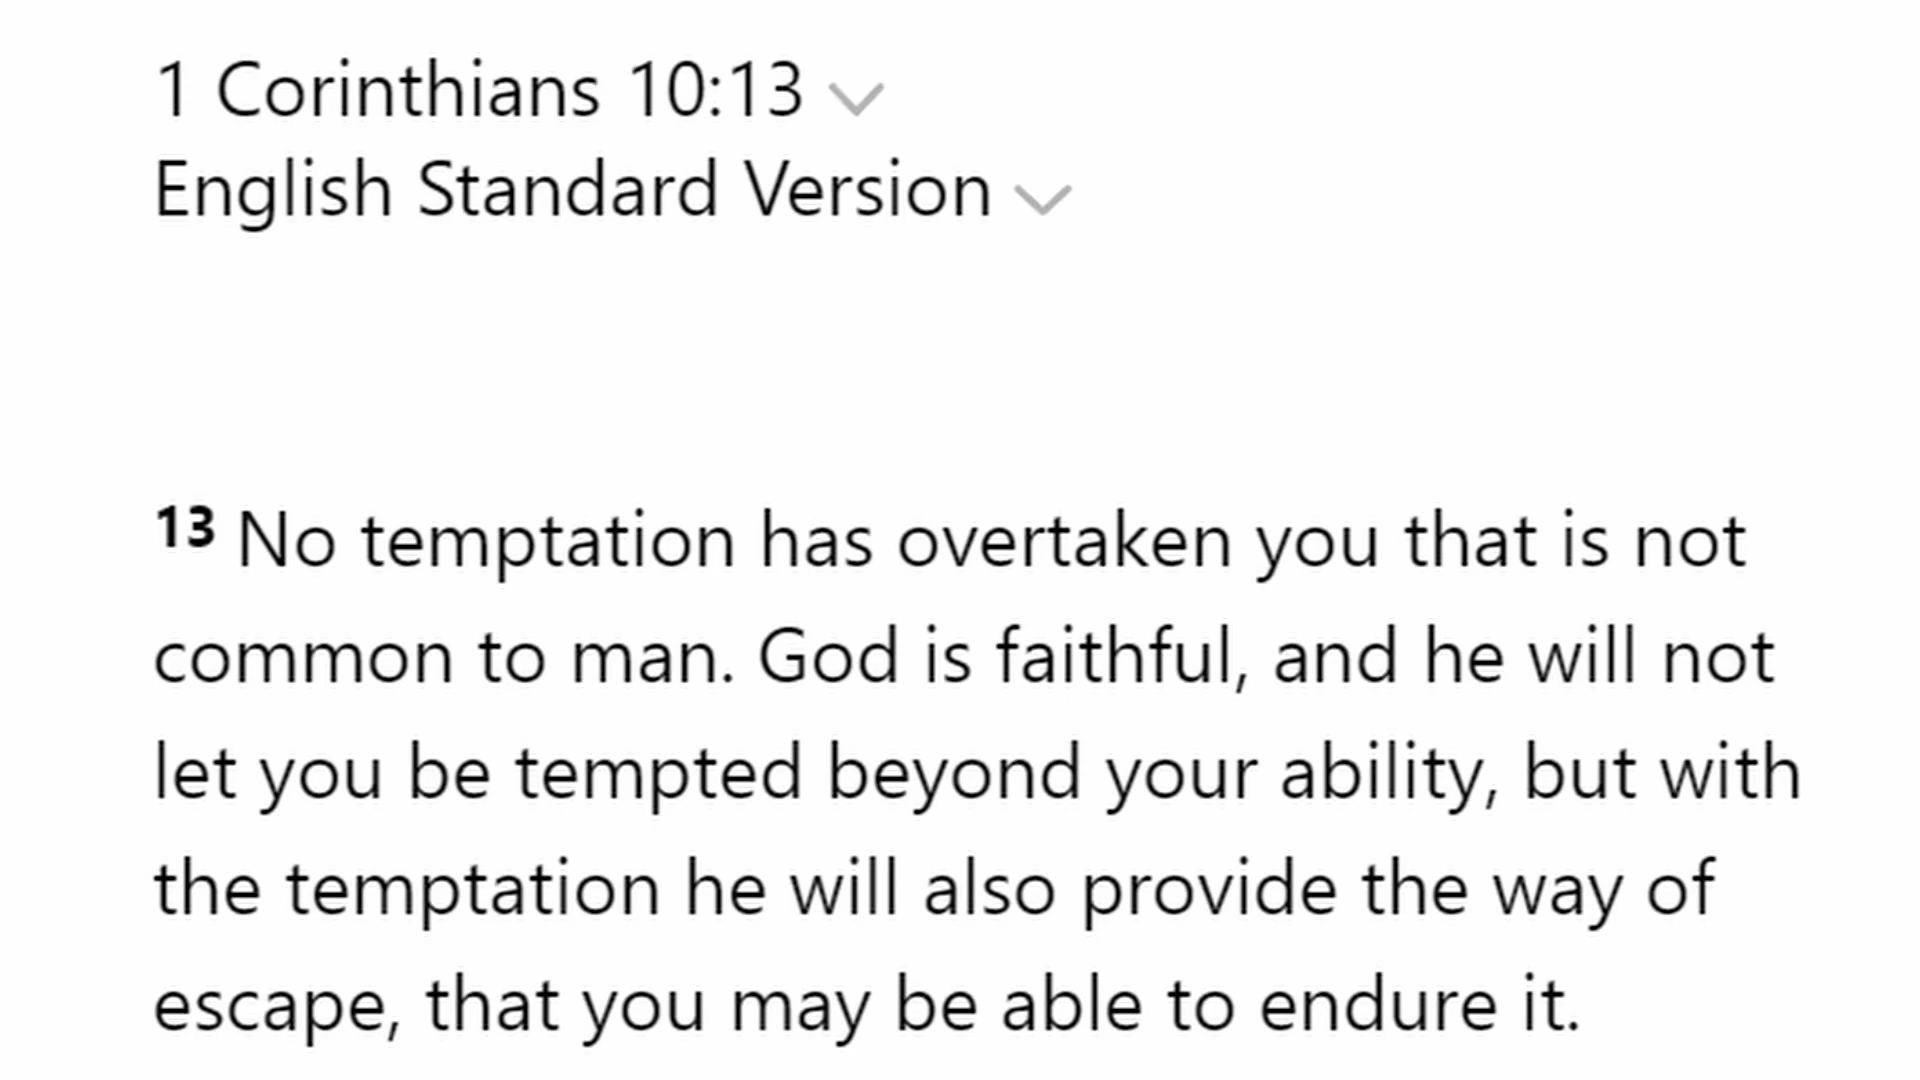 1 Corinthians 10:13
English Standard Version
13 No temptation has overtaken you that is not
common to man. God is faithful, and he will not
let you be tempted beyond your ability, but with
the temptation he will also provide the way of
escape, that you may be able to endure it.